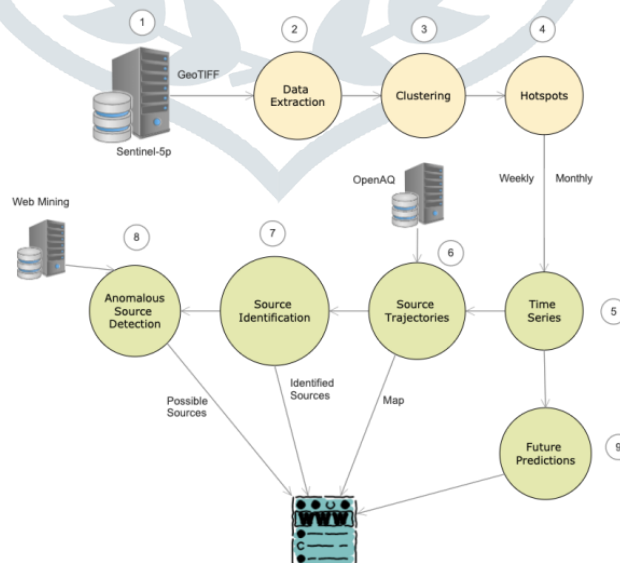 1
2
3
4
GeoTIFF
Data
Extraction
Clustering
Hotspots
Sentinel-5p
OpenAQ
Weekly
Monthly
Web Mining
8
7
6
Anomalous
Source
Detection
Source
Identification
Source
Trajectories
Time
Series
5
Possible
Sources
Identified
Sources
Map
Future
Predictions
9
WWW
C